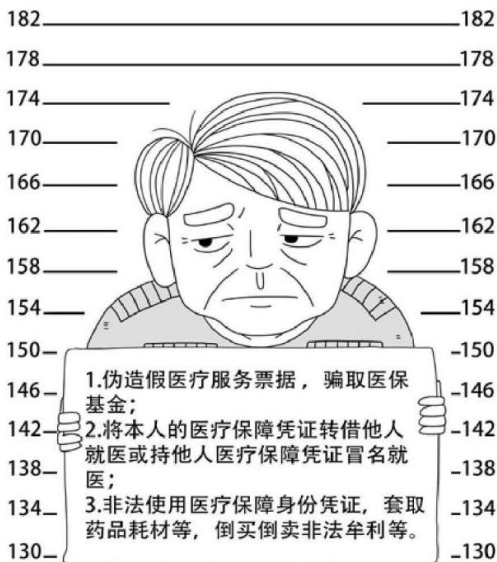 182 182
178 178
174 174
170 170
166 166
162 162
158 158
154 154
150 150
1.伪造假医疗服务票据，骗取医保
146 146
基金；
142 142
2.将本人的医疗保障凭证转借他人
就医或持他人医疗保障凭证冒名就
138 138
医；
134 134
3.非法使用医疗保障身份凭证，套取
药品耗材等，倒买倒卖非法牟利等。
130 130